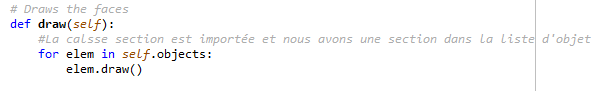 # Draws the faces
def draw(self):
#La calsse section est importée et nous avons une section dans la liste d'objet
for elem in self.objects:
elem.draw()